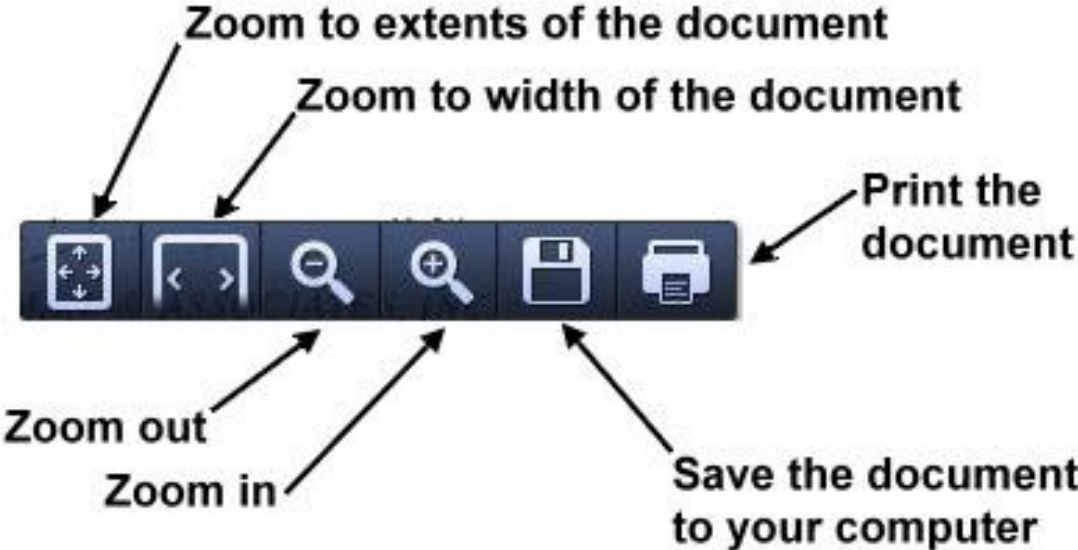 Zoom to extents of the document
Zoom to width of the document
Print the
document
Zoom out
Zoom in
Save the document
to your computer